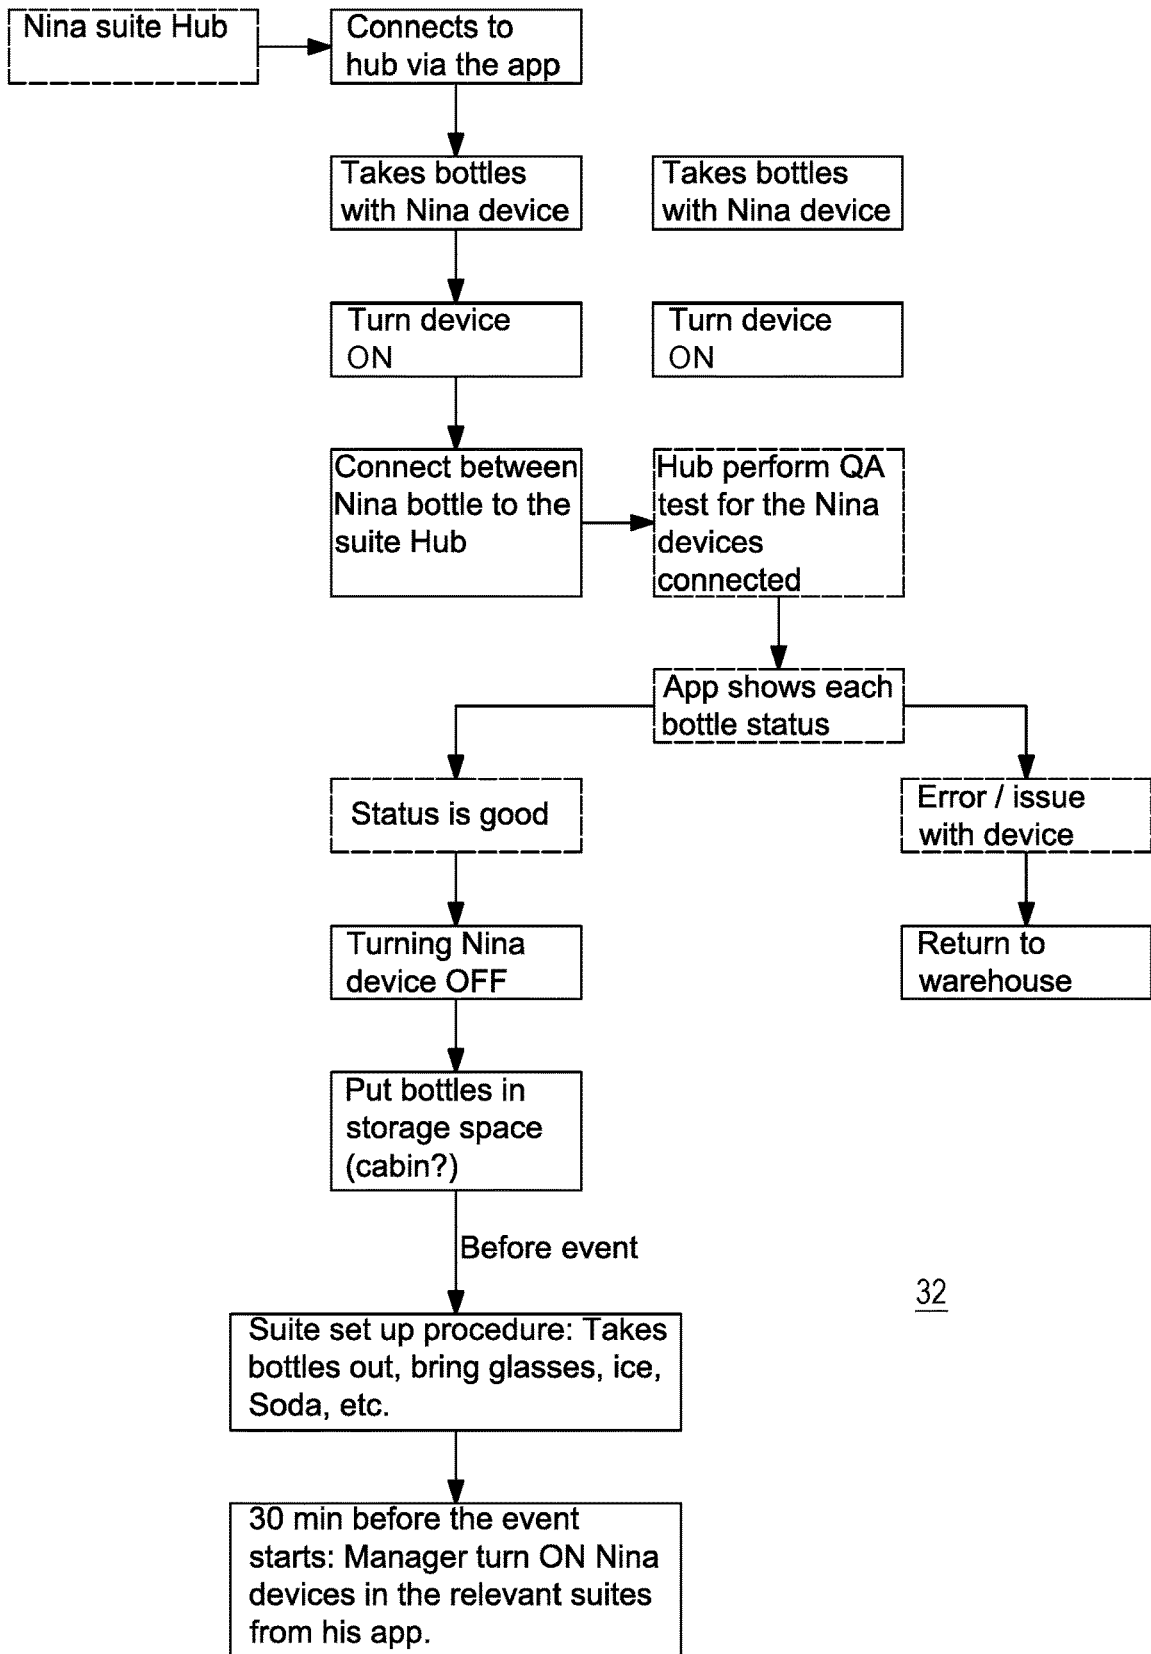 Nina suite Hub
Connects to
hub via the app
Takes bottles
with Nina device
Takes bottles
with Nina device
Turn device
ON
Turn device
ON
Connect between
Nina bottle to the
suite Hub
Hub perform QA
test for the Nina
devices
connected
App shows each
bottle status
Status is good
Error / issue
with device
Turning Nina
device OFF
Return to
warehouse
Put bottles in
storage space
(cabin?)
Before event
32
Suite set up procedure: Takes
bottles out, bring glasses, ice,
Soda, etc.
30 min before the event
starts: Manager turn ON Nina
devices in the relevant suites
from his app.